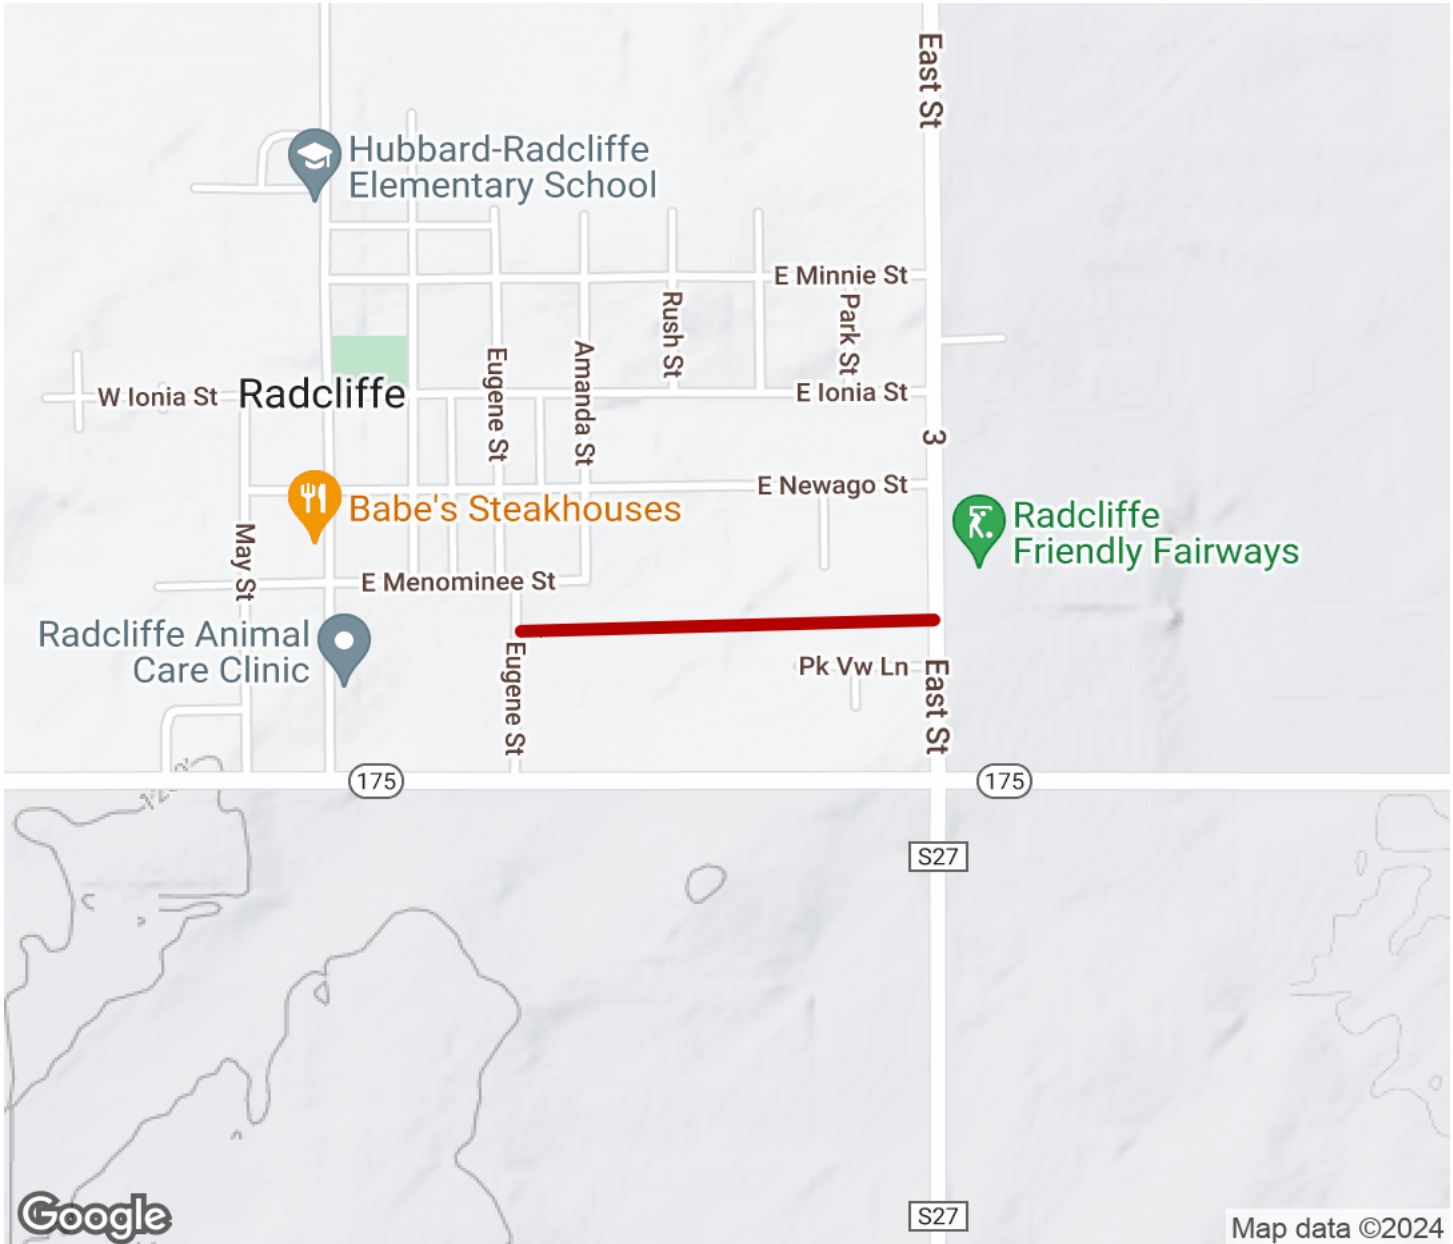 East St
Hubbard-Radcliffe
Elementary School
E Minnie St
Rush St
Park St
Eugene St
Amanda St
W Ionia St
Radcliffe
E Ionia St
3
E Newago St
Babe's Steakhouses
Radcliffe
Friendly Fairways
May St
E Menominee St
Radcliffe Animal
Care Clinic
Eugene St
Pk Vw Ln
East St
175
175
S27
S27
Google
Map data ©2024